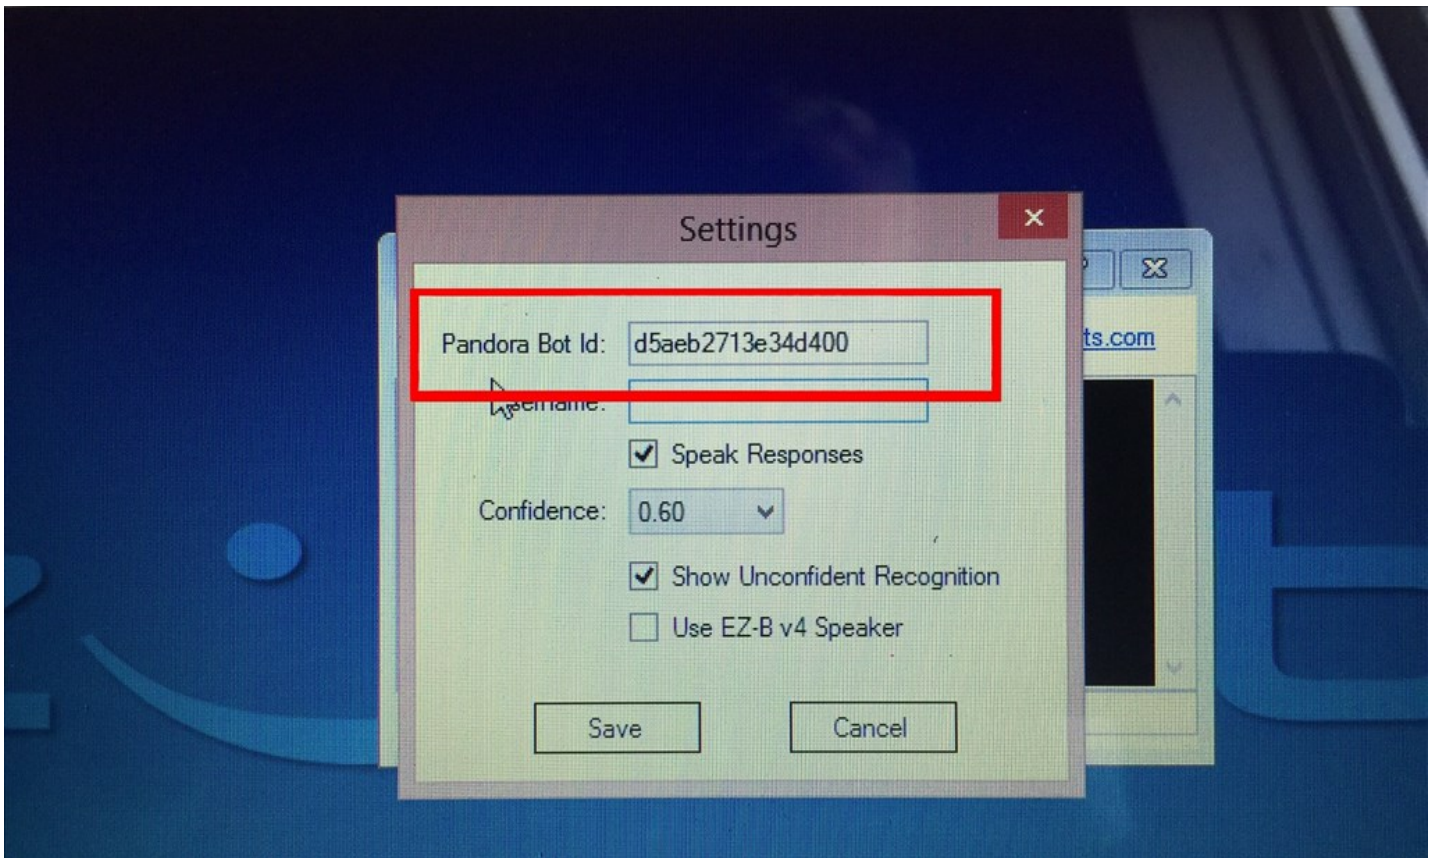 Settings
Pandora Bot Id: d5aeb2713e34d400
ts.com
Username:
Speak Responses
Confidence: 0.60
Show Unconfident Recognition
Use EZ-B v4 Speaker
Save Cancel